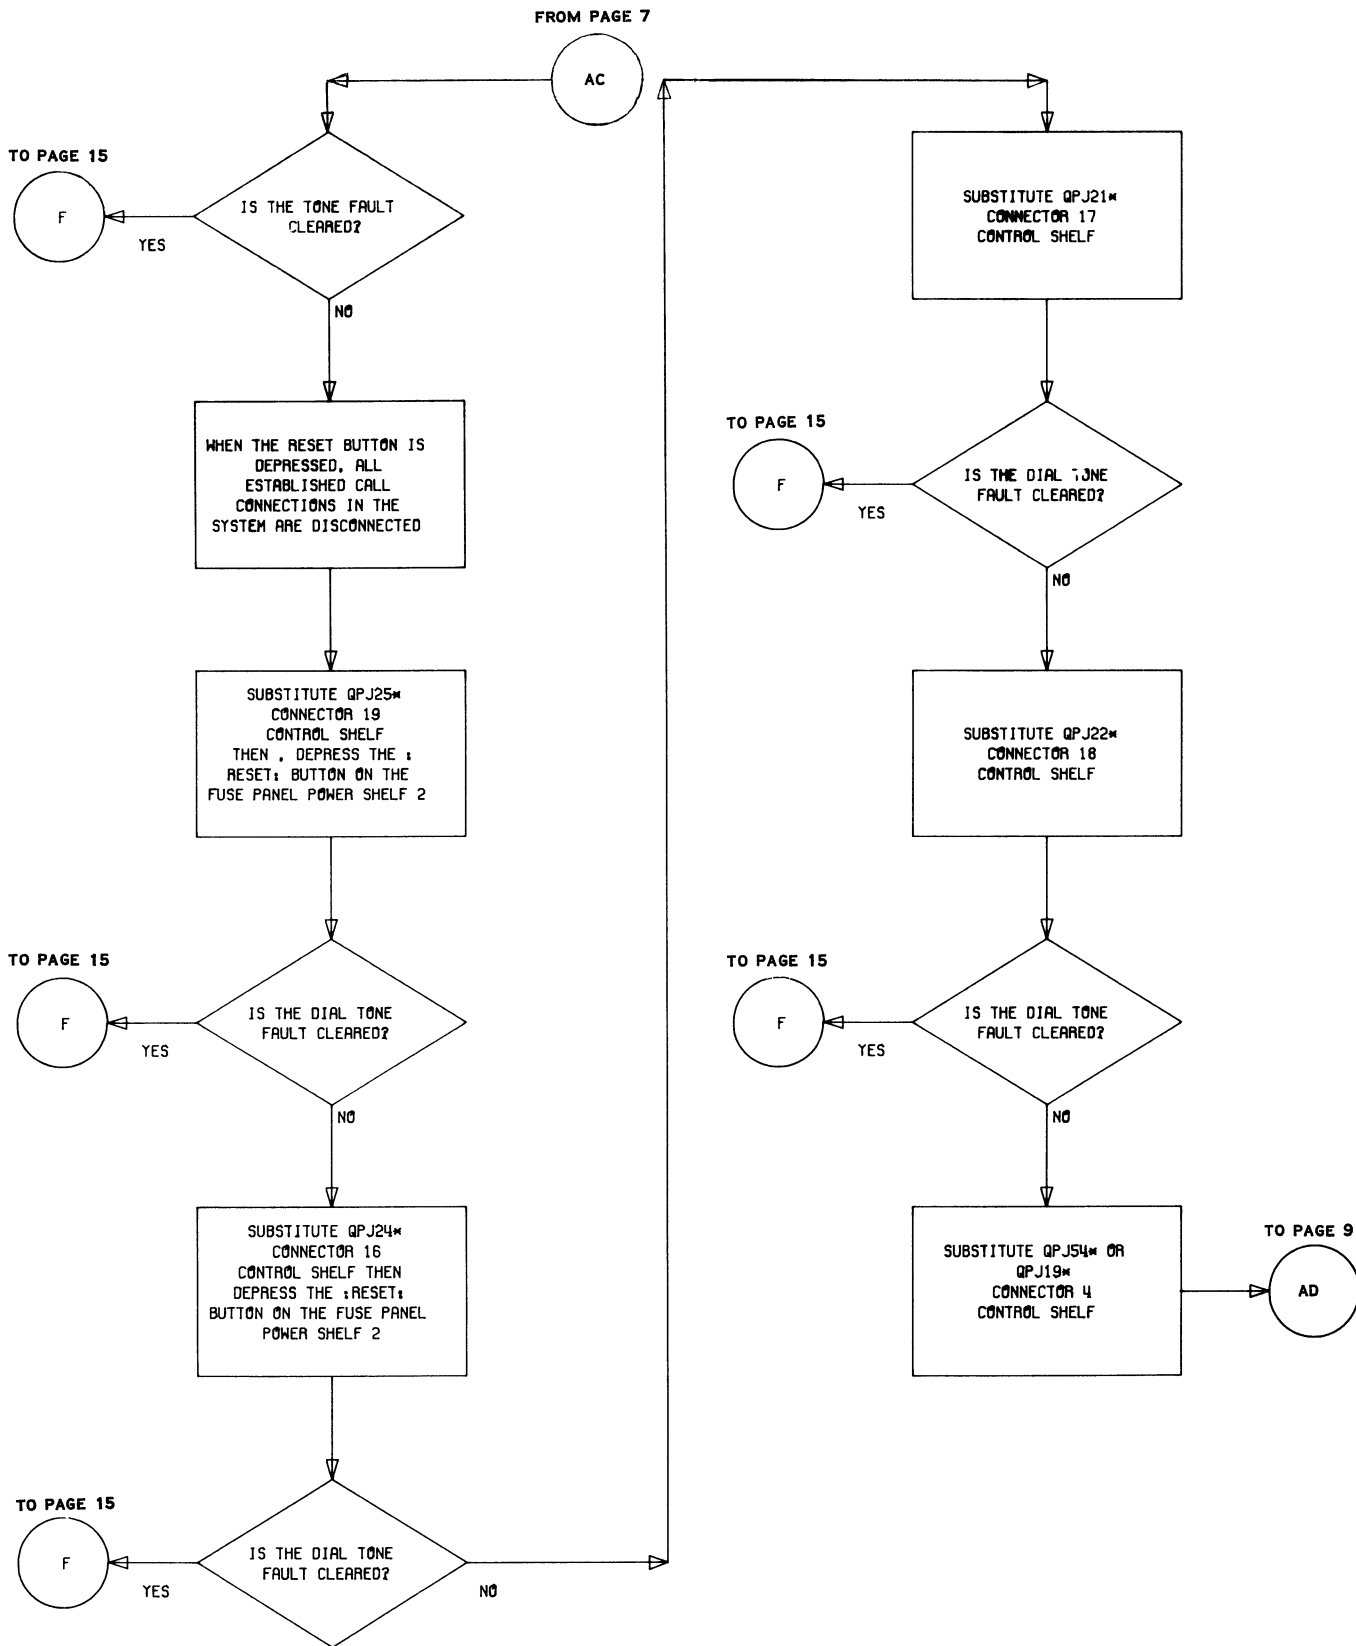 FROM PAGE 7
AC
TO PAGE 15
F
YES
IS THE TONE FAULT
CLEARED?
NO
WHEN THE RESET BUTTON IS
DEPRESSED, ALL
ESTABLISHED CALL
CONNECTIONS IN THE
SYSTEM ARE DISCONNECTED
SUBSTITUTE QPJ25*
CONNECTOR 19
CONTROL SHELF
THEN , DEPRESS THE :
RESET: BUTTON ON THE
FUSE PANEL POWER SHELF 2
TO PAGE 15
F
YES
IS THE DIAL TONE
FAULT CLEARED?
NO
SUBSTITUTE QPJ24*
CONNECTOR 16
CONTROL SHELF THEN
DEPRESS THE :RESET:
BUTTON ON THE FUSE PANEL
POWER SHELF 2
TO PAGE 15
F
YES
IS THE DIAL TONE
FAULT CLEARED?
NO
SUBSTITUTE QPJ21*
CONNECTOR 17
CONTROL SHELF
TO PAGE 15
F
YES
IS THE DIAL TONE
FAULT CLEARED?
NO
SUBSTITUTE QPJ22*
CONNECTOR 18
CONTROL SHELF
TO PAGE 15
F
YES
IS THE DIAL TONE
FAULT CLEARED?
NO
SUBSTITUTE QPJ54* OR
QPJ19*
CONNECTOR 4
CONTROL SHELF
TO PAGE 9
AD